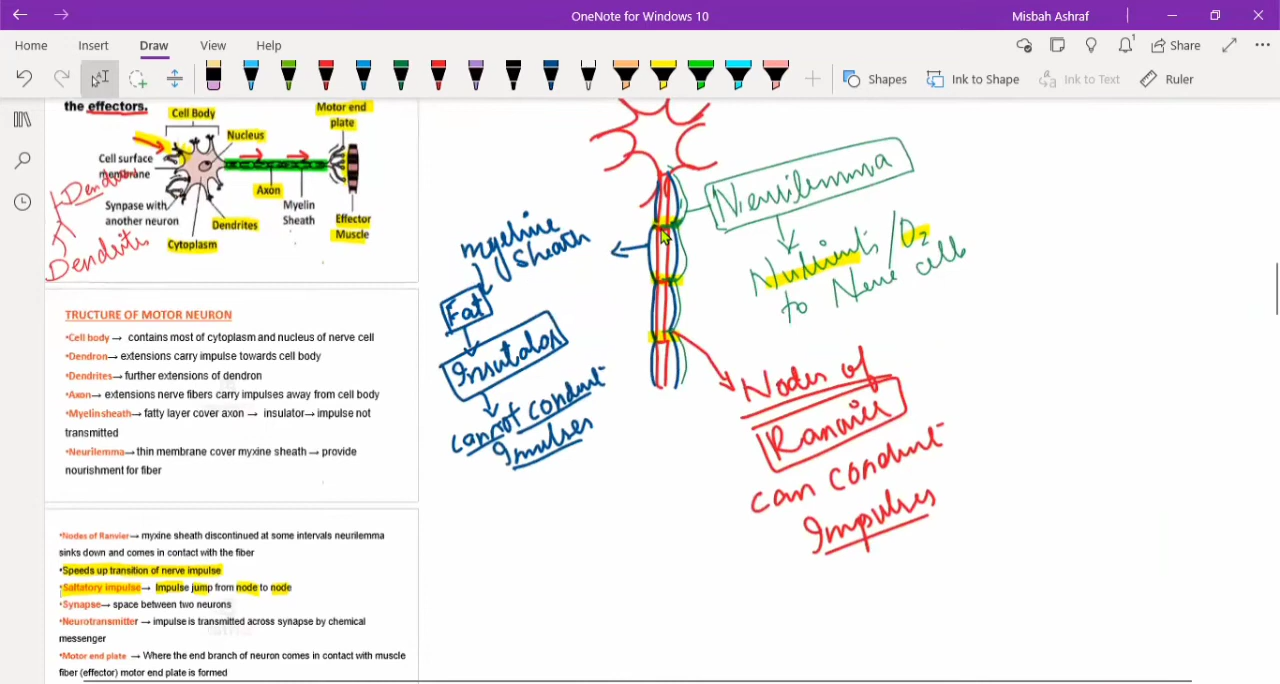 OneNote for Windows 10
Misbah Ashraf
Home Insert Draw View Help
Share
Shapes
Ink to Shape
Ink to Text
Ruler
the effectors.
Cell Body
Motor end
plate
Nucleus
Cell surface
membrane
Dendron
Synpase with
another neuron
Axon
Myelin
Sheath
Dendrites
Effector
Muscle
Cytoplasm
Dendrites
TRUCTURE OF MOTOR NEURON
•Cell body→ contains most of cytoplasm and nucleus of nerve cell
•Dendron→ extensions carry impulse towards cell body
•Dendrites→ further extensions of dendron
•Axon→ extensions nerve fibers carry impulses away from cell body
•Myelin sheath→ fatty layer cover axon → insulator→ impulse not
transmitted
•Neurilema→ thin membrane cover myxine sheath → provide
nourishment for fiber
•Nodes of Ranvier→ myxine sheath discontinued at some intervals neurilemma
sinks down and comes in contact with the fiber
•Speeds up transition of nerve impulse
•Saltatory impulse→ Impulse jump from node to node
•Synapse→ space between two neurons
•Neurotransmitter → impulse is transmitted across synapse by chemical
messenger
•Motor end plate → Where the end branch of neuron comes in contact with muscle
fiber (effector) motor end plate is formed
myeline
Sheath
Fat
Insulator
cannot conduct
Impulses
Neurilemma
Nutrients/O2
to Nerve cells
Nodes of
Ranvier
can conduct
Impulses